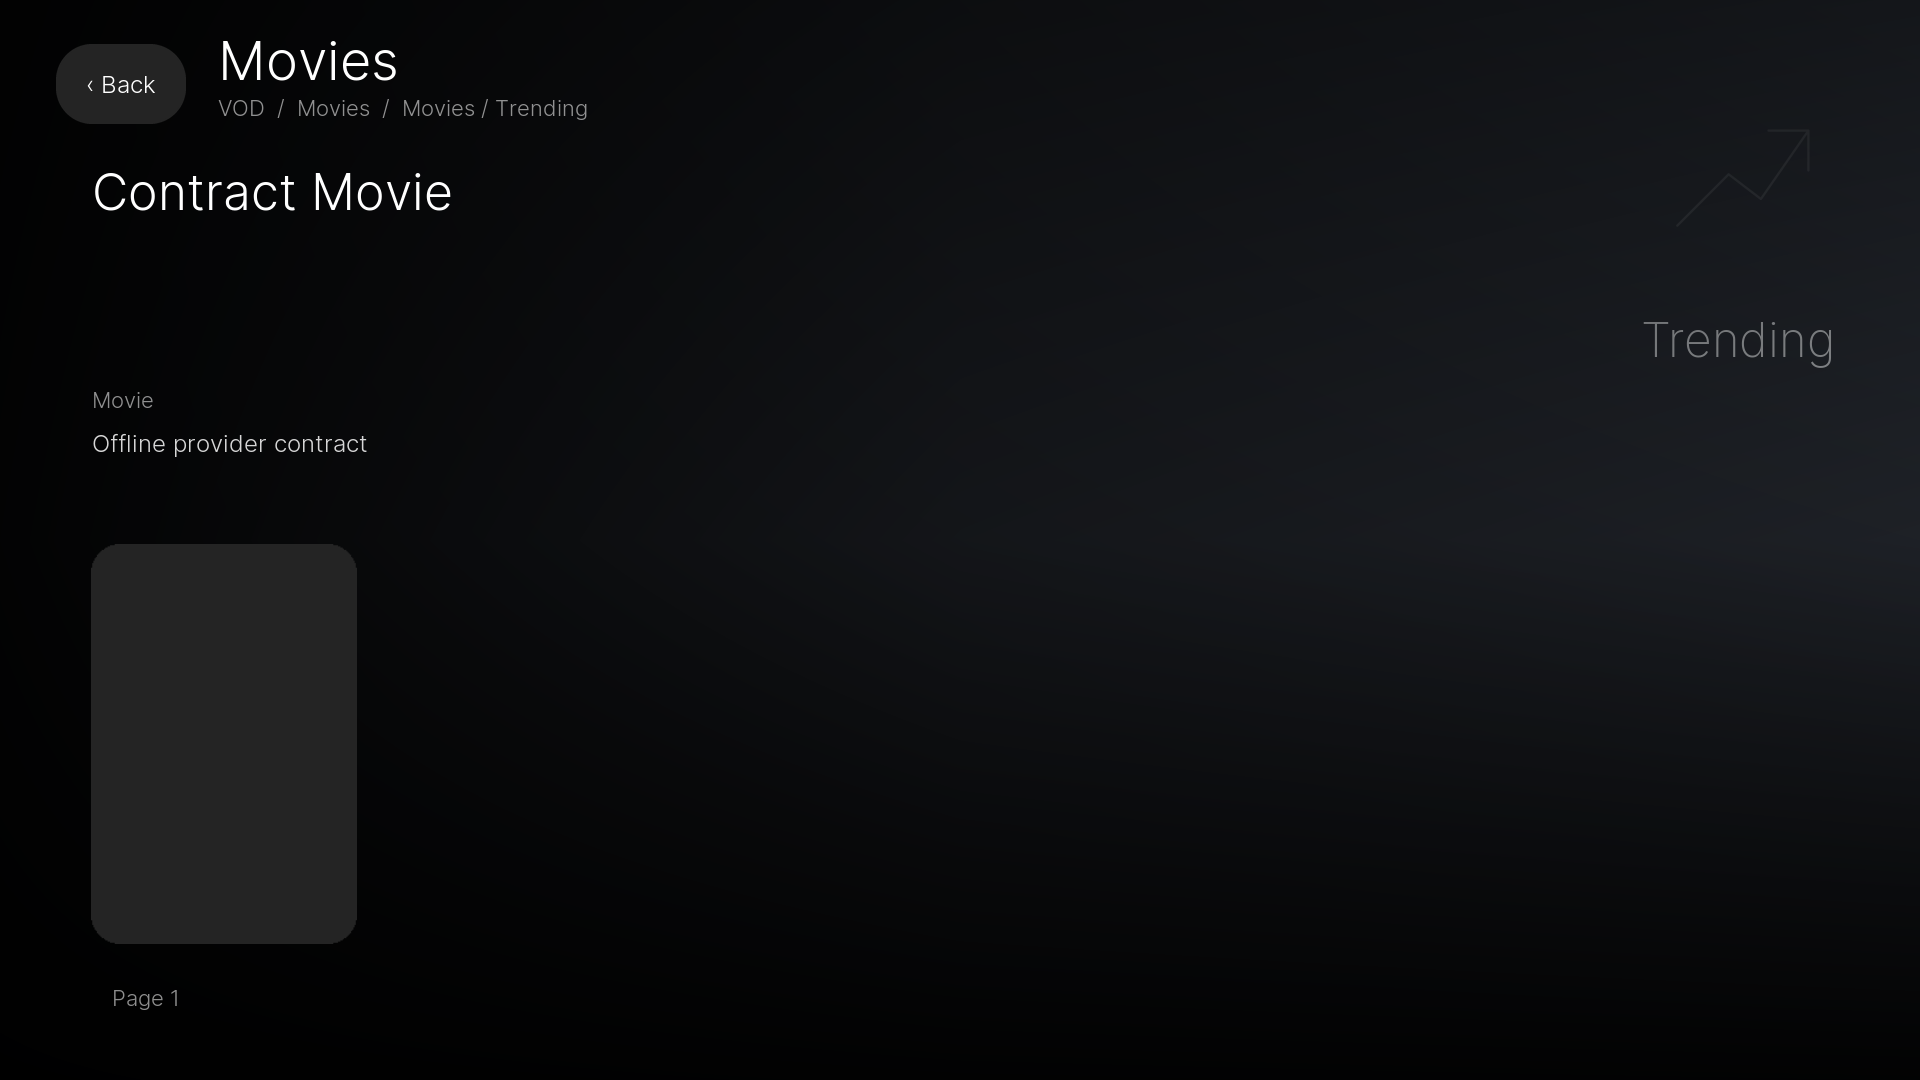 ‹ Back
Movies
VOD / Movies / Movies / Trending
Contract Movie
Trending
Movie
Offline provider contract
Page 1